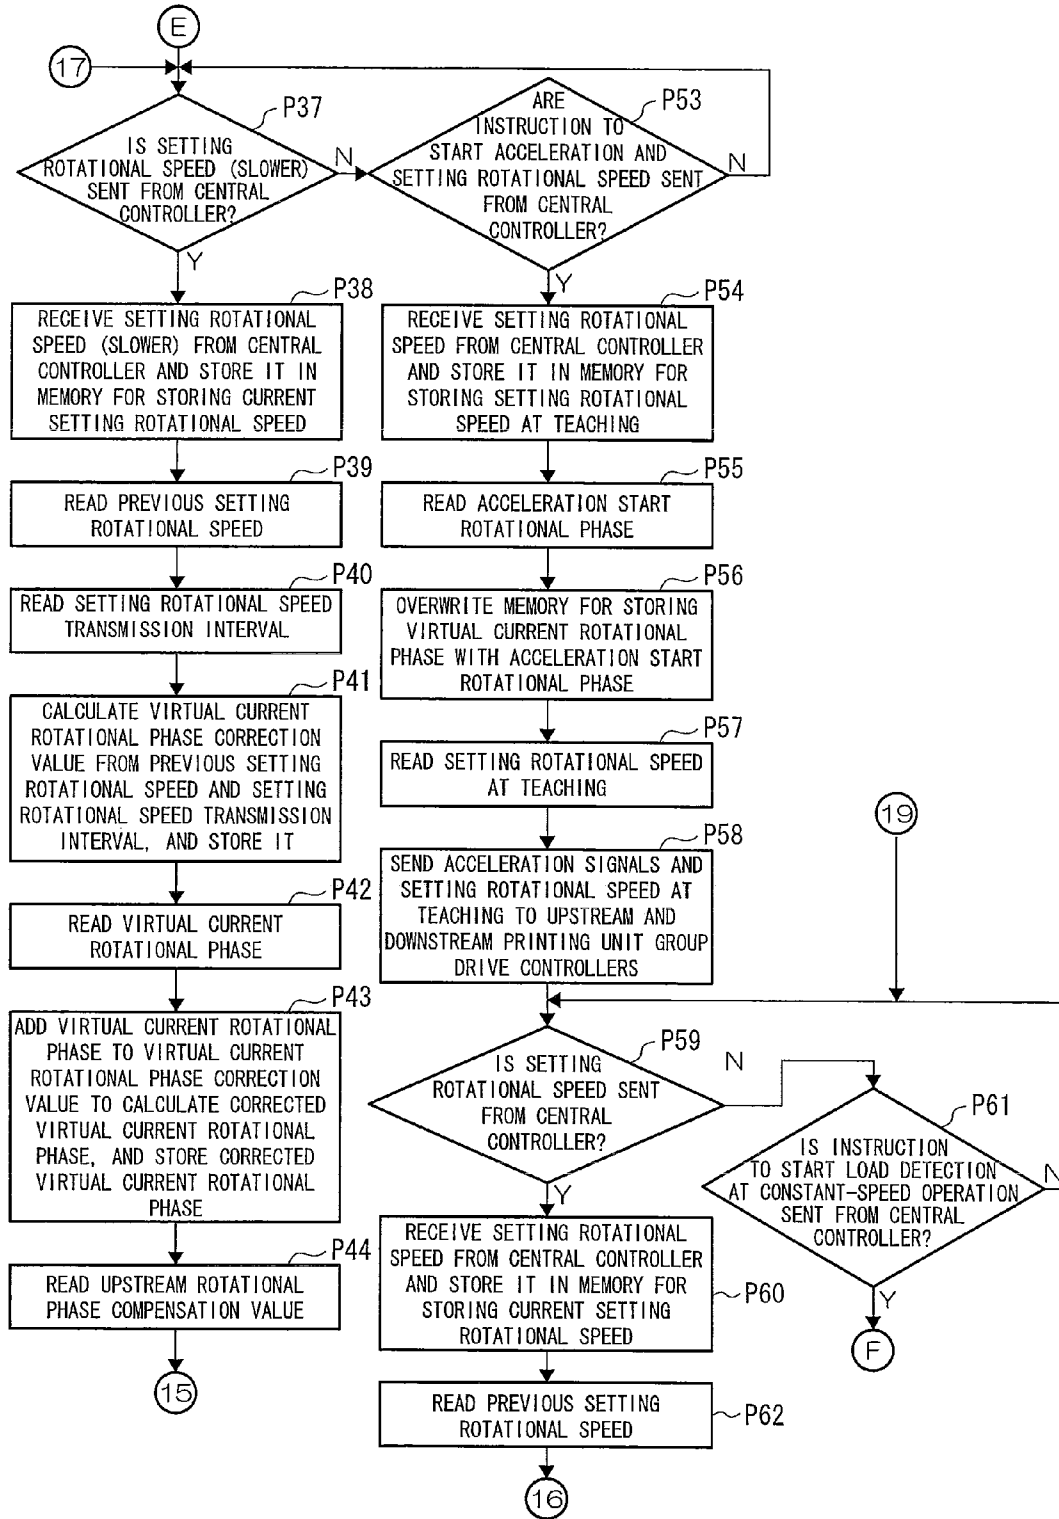 E
17
P37
IS SETTING
ROTATIONAL SPEED (SLOWER)
SENT FROM CENTRAL
CONTROLLER?
N
Y
P53
ARE
INSTRUCTION TO
START ACCELERATION AND
SETTING ROTATIONAL SPEED SENT
FROM CENTRAL
CONTROLLER?
N
Y
P38
RECEIVE SETTING ROTATIONAL
SPEED (SLOWER) FROM CENTRAL
CONTROLLER AND STORE IT IN
MEMORY FOR STORING CURRENT
SETTING ROTATIONAL SPEED
P39
READ PREVIOUS SETTING
ROTATIONAL SPEED
P40
READ SETTING ROTATIONAL SPEED
TRANSMISSION INTERVAL
P41
CALCULATE VIRTUAL CURRENT
ROTATIONAL PHASE CORRECTION
VALUE FROM PREVIOUS SETTING
ROTATIONAL SPEED AND SETTING
ROTATIONAL SPEED TRANSMISSION
INTERVAL, AND STORE IT
P42
READ VIRTUAL CURRENT
ROTATIONAL PHASE
P43
ADD VIRTUAL CURRENT ROTATIONAL
PHASE TO VIRTUAL CURRENT
ROTATIONAL PHASE CORRECTION
VALUE TO CALCULATE CORRECTED
VIRTUAL CURRENT ROTATIONAL
PHASE, AND STORE CORRECTED
VIRTUAL CURRENT ROTATIONAL
PHASE
P44
READ UPSTREAM ROTATIONAL
PHASE COMPENSATION VALUE
15
P54
RECEIVE SETTING ROTATIONAL
SPEED FROM CENTRAL CONTROLLER
AND STORE IT IN MEMORY FOR
STORING SETTING ROTATIONAL
SPEED AT TEACHING
P55
READ ACCELERATION START
ROTATIONAL PHASE
P56
OVERWRITE MEMORY FOR STORING
VIRTUAL CURRENT ROTATIONAL
PHASE WITH ACCELERATION START
ROTATIONAL PHASE
P57
READ SETTING ROTATIONAL SPEED
AT TEACHING
P58
SEND ACCELERATION SIGNALS AND
SETTING ROTATIONAL SPEED AT
TEACHING TO UPSTREAM AND
DOWNSTREAM PRINTING UNIT GROUP
DRIVE CONTROLLERS
19
P59
IS SETTING
ROTATIONAL SPEED SENT
FROM CENTRAL
CONTROLLER?
N
Y
P61
IS INSTRUCTION
TO START LOAD DETECTION
AT CONSTANT-SPEED OPERATION
SENT FROM CENTRAL
CONTROLLER?
N
Y
F
RECEIVE SETTING ROTATIONAL
SPEED FROM CENTRAL CONTROLLER
AND STORE IT IN MEMORY FOR
STORING CURRENT SETTING
ROTATIONAL SPEED
P60
READ PREVIOUS SETTING
ROTATIONAL SPEED
P62
16